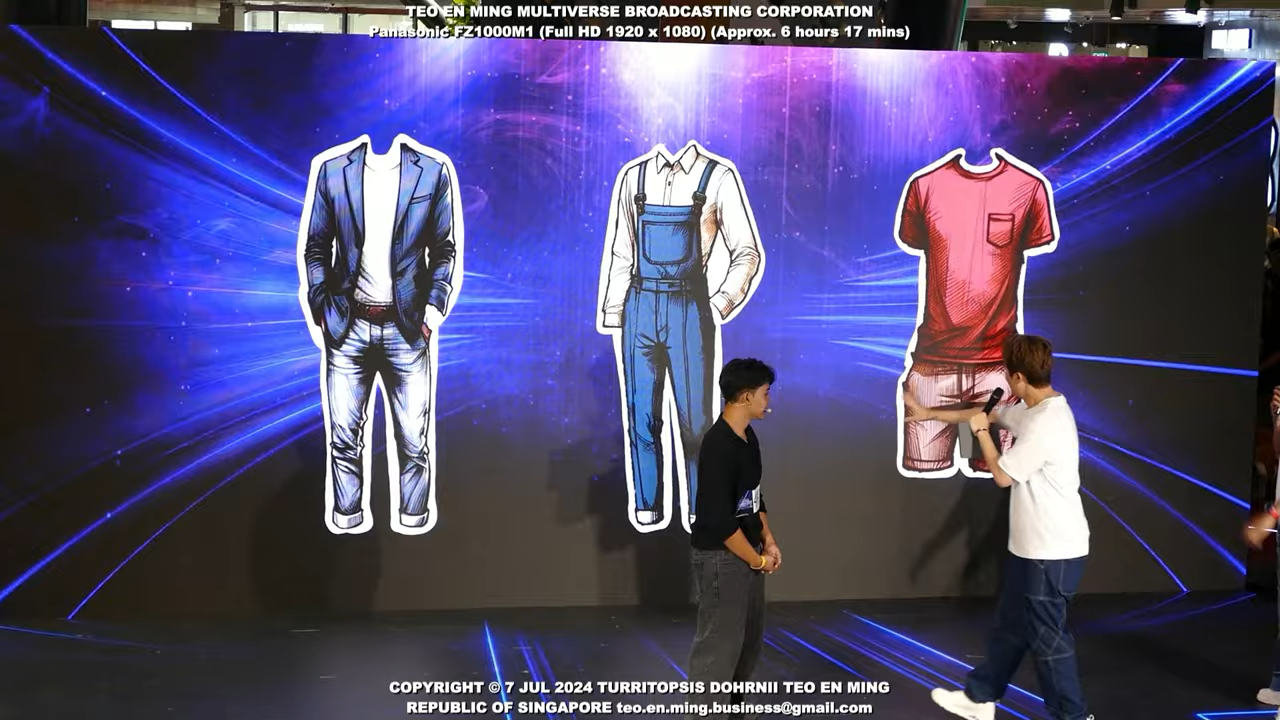 TEO EN MING MULTIVERSE BROADCASTING CORPORATION
Panasonic FZ1000M1 (Full HD 1920 x 1080) (Approx. 6 hours 17 mins)
COPYRIGHT © 7 JUL 2024 TURRITOPSIS DOHRNII TEO EN MING
REPUBLIC OF SINGAPORE teo.en.ming.business@gmail.com